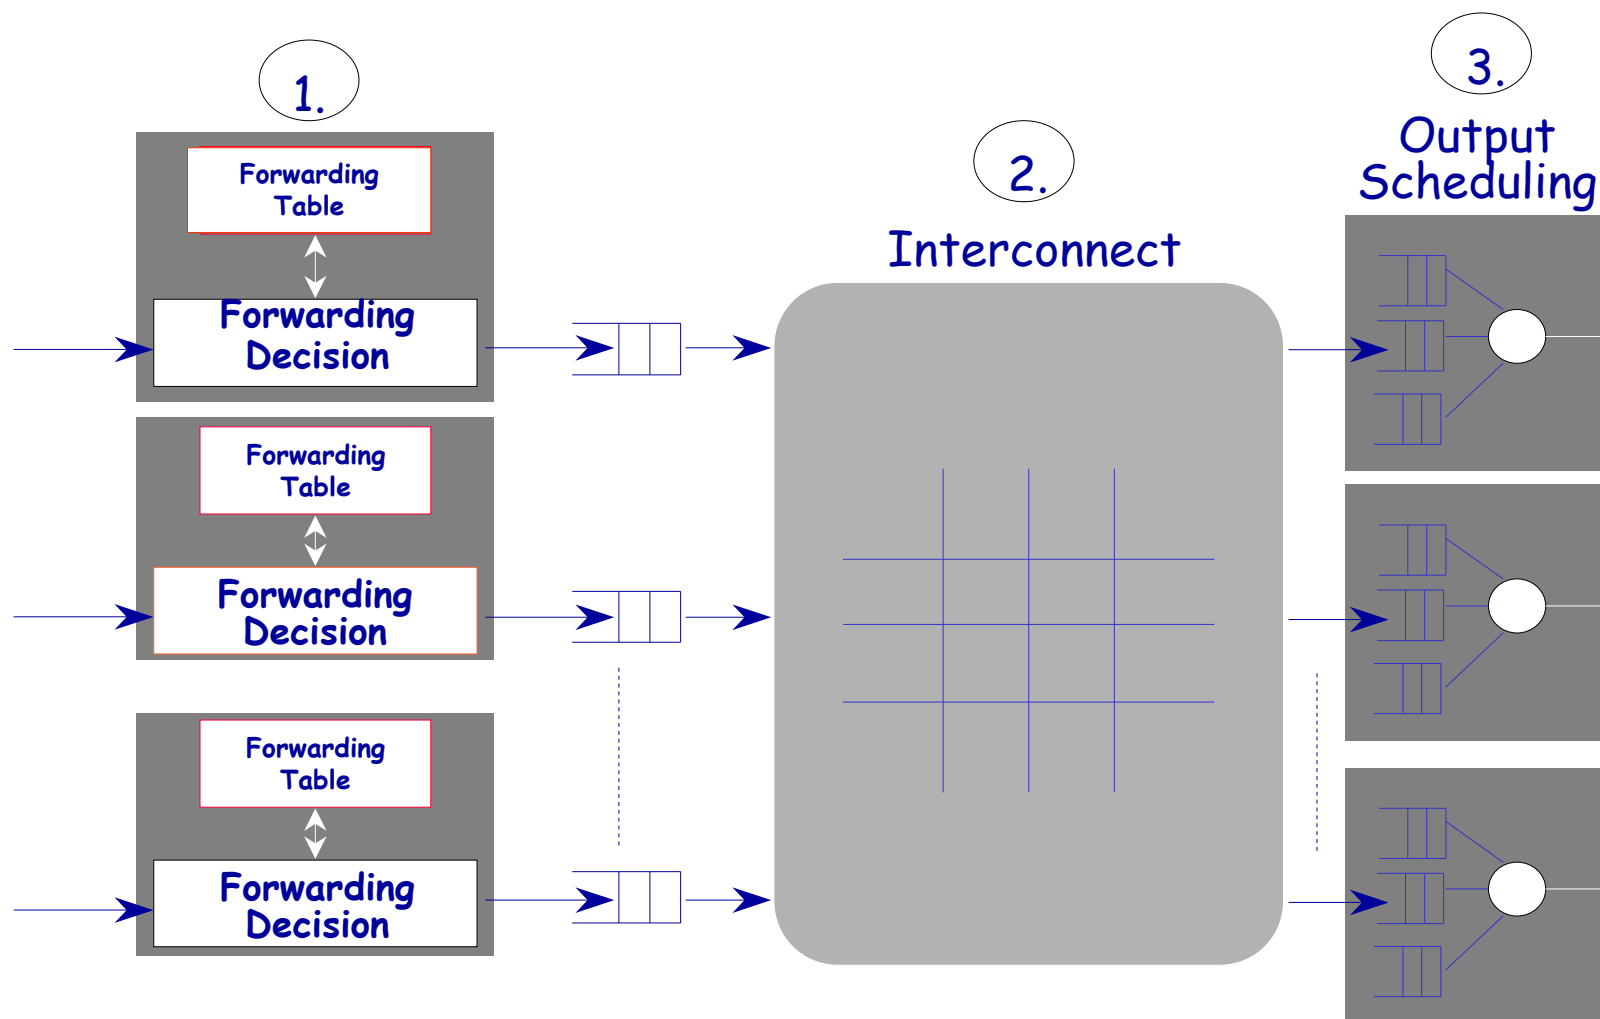 1.
Forwarding
Table
Forwarding
Decision
Forwarding
Table
Forwarding
Decision
Forwarding
Table
Forwarding
Decision
2.
Interconnect
3.
Output
Scheduling